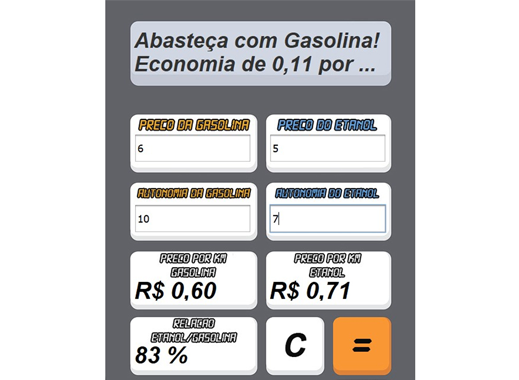 Abasteça com Gasolina!
Economia de 0,11 por ...
PREÇO DA GASOLINA
PREÇO DO ETANOL
6
5
AUTONOMIA DA GASOLINA
AUTONOMIA DO ETANOL
10
7
PREÇO POR KM
GASOLINA
PREÇO POR KM
ETANOL
R$ 0,60
R$ 0,71
RELAÇÃO
ETANOL/GASOLINA
83 %
C
=